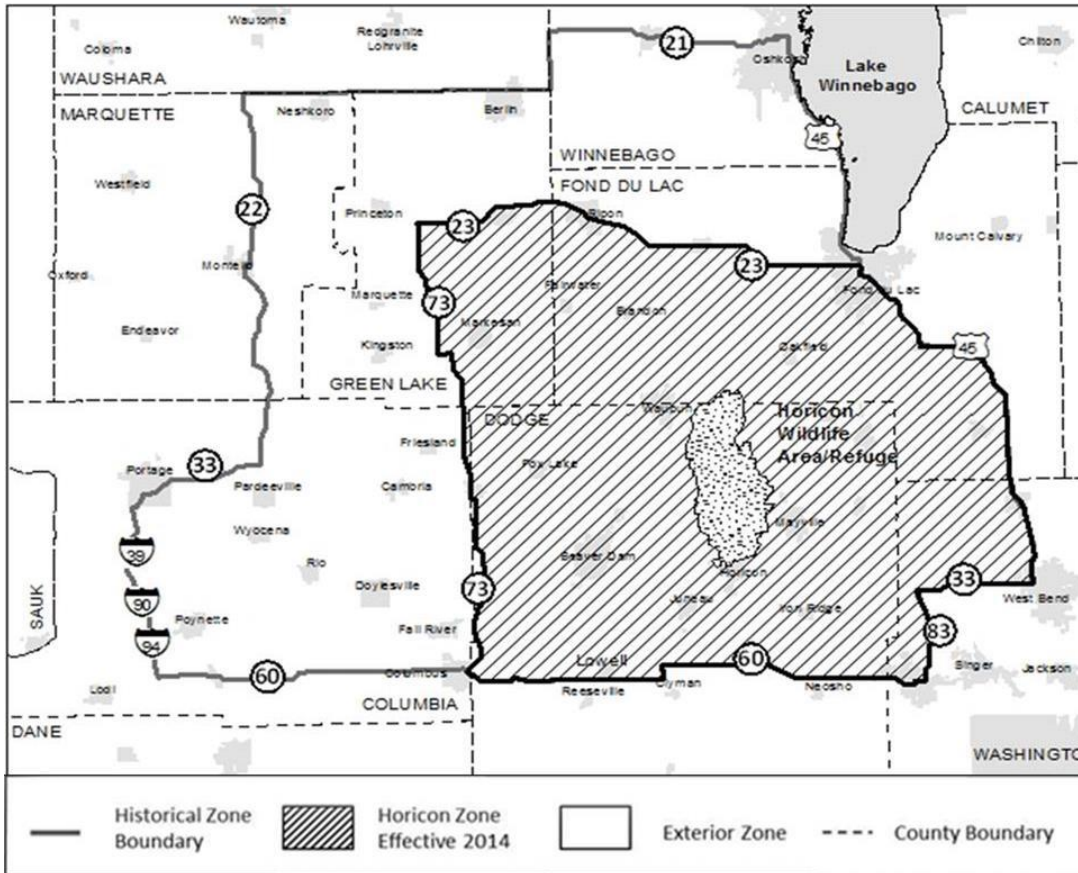 Wautoma
Coloma
Redgranite
Lohrville
21
Oshkosh
Chilton
Lake
Winnebago
WAUSHARA
MARQUETTE
Neshkoro
Berlin
CALUMET
45
WINNEBAGO
FOND DU LAC
Westfield
22
Princeton
23
Ripon
Mount Calvary
Montello
23
Oxford
Fond du Lac
Marquette
73
Fairwater
Brandon
Endeavor
Markesan
Kingston
Oakfield
45
GREEN LAKE
DODGE
Waupun
Horicon
Wildlife
Area/Refuge
Friesland
33
Portage
Fox Lake
Pardeeville
Cambria
Wyocena
Mayville
39
Beaver Dam
Rio
Horicon
90
Doylesville
73
33
SAUK
Juneau
Iron Ridge
West Bend
Poynette
94
Fall River
83
Lowell
60
Slinger
Jackson
60
Columbus
Lodi
Reeseville
Clyman
Neosho
COLUMBIA
DANE
WASHINGTO
Historical Zone
Boundary
Horicon Zone
Effective 2014
Exterior Zone
County Boundary